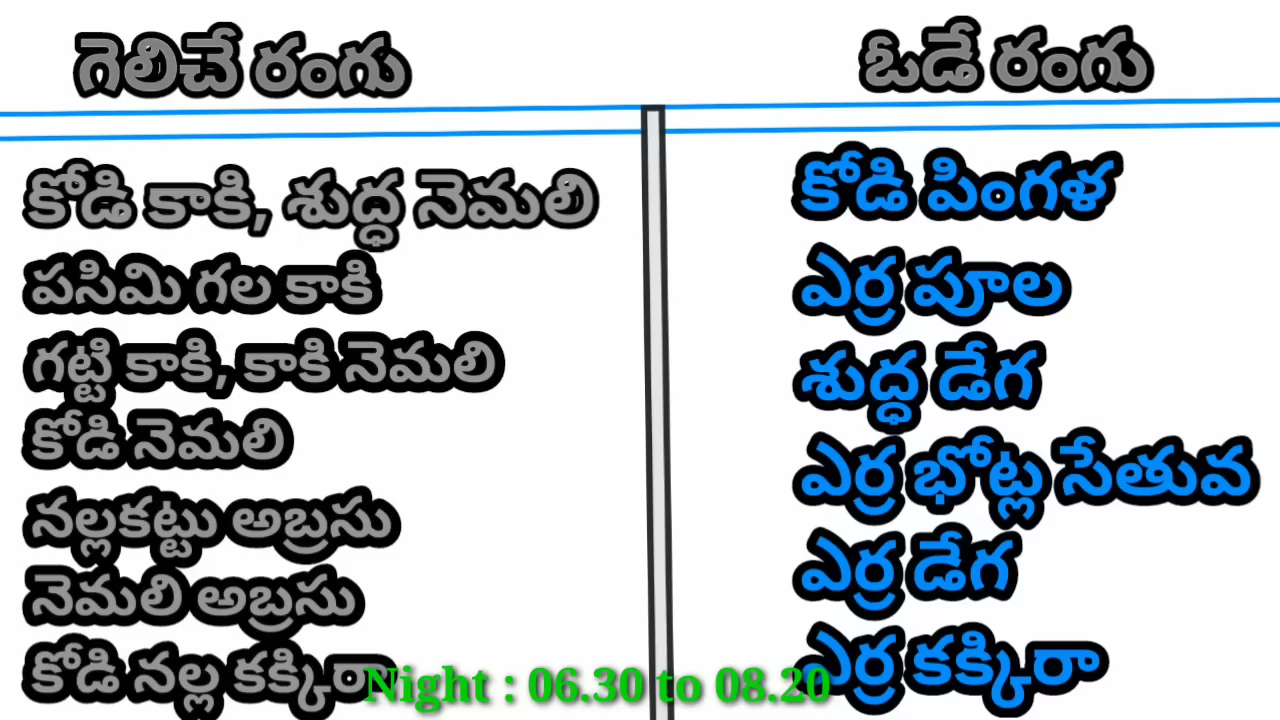 గెలిచే రంగు
ఓడే రంగు
కోడి కాకి, శుద్ధ నెమలి
పసిమి గల కాకి
గట్టి కాకి, కాకి నెమలి
కోడి నెమలి
నల్లకట్టు అబ్రసు
నెమలి అబ్రసు
కోడి నల్ల కక్కిరా
కోడి పింగళ
ఎర్ర పూల
శుద్ధ డేగ
ఎర్ర భోట్ల సేతువ
ఎర్ర డేగ
ఎర్ర కక్కిరా
Night : 06.30 to 08.20